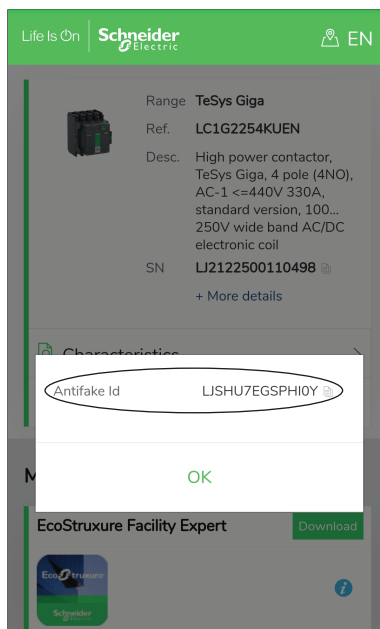 Life Is On Schneider Electric EN
Range TeSys Giga
Ref. LC1G2254KUEN
Desc. High power contactor,
TeSys Giga, 4 pole (4NO),
AC-1 <=440V 330A,
standard version, 100...
250V wide band AC/DC
electronic coil
SN LJ2122500110498
+ More details
Characteristics
Antifake Id LJSHU7EGSPHI0Y
OK
M
EcoStruxure Facility Expert Download
EcoStruxure
Schneider
Electric